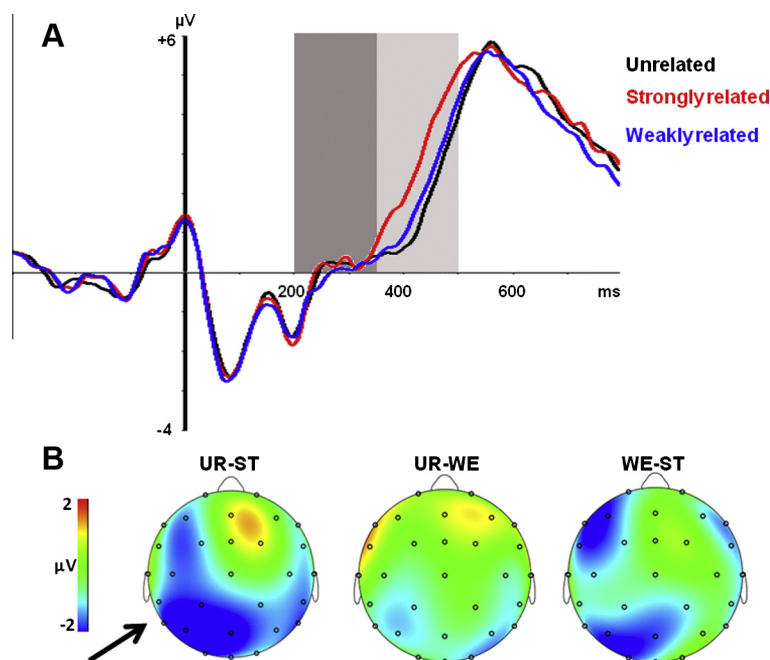 A
µV
+6
Unrelated
Strongly related
Weakly related
200
400
600
ms
-4
B
UR-ST
UR-WE
WE-ST
2
µV
-2